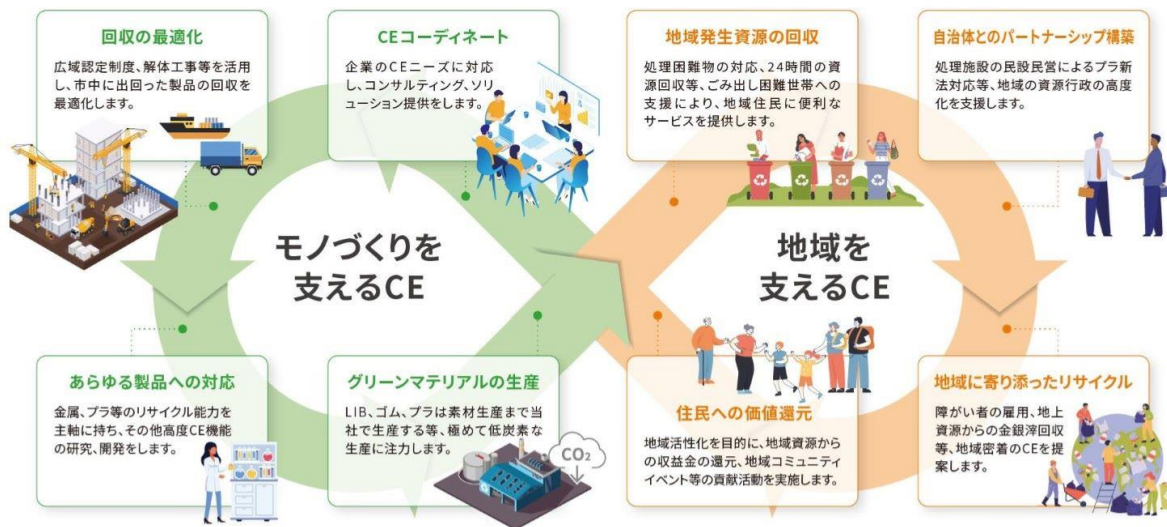 回収の最適化
広域認定制度、解体工事等を活用
し、市中に出回った製品の回収を
最適化します。
CEコーディネート
企業のCEニーズに対応
し、コンサルティング、ソリ
ューション提供をします。
地域発生資源の回収
処理困難物の対応、24時間の資
源回収等、ごみ出し困難世帯への
支援により、地域住民に便利な
サービスを提供します。
自治体とのパートナーシップ構築
処理施設の民設民営によるプラ新
法対応等、地域の資源行政の高度
化を支援します。
モノづくりを
支えるCE
地域を
支えるCE
あらゆる製品への対応
金属、プラ等のリサイクル能力を
主軸に持ち、その他高度CE機能
の研究、開発をします。
グリーンマテリアルの生産
LIB、ゴム、プラは素材生産まで当
社で生産する等、極めて低炭素な
生産に注力します。
CO₂
住民への価値還元
地域活性化を目的に、地域資源から
の収益金の還元、地域コミュニティ
イベント等の貢献活動を実施します。
地域に寄り添ったリサイクル
障がい者の雇用、地上
資源からの金銀滓回収
等、地域密着のCEを提
案します。